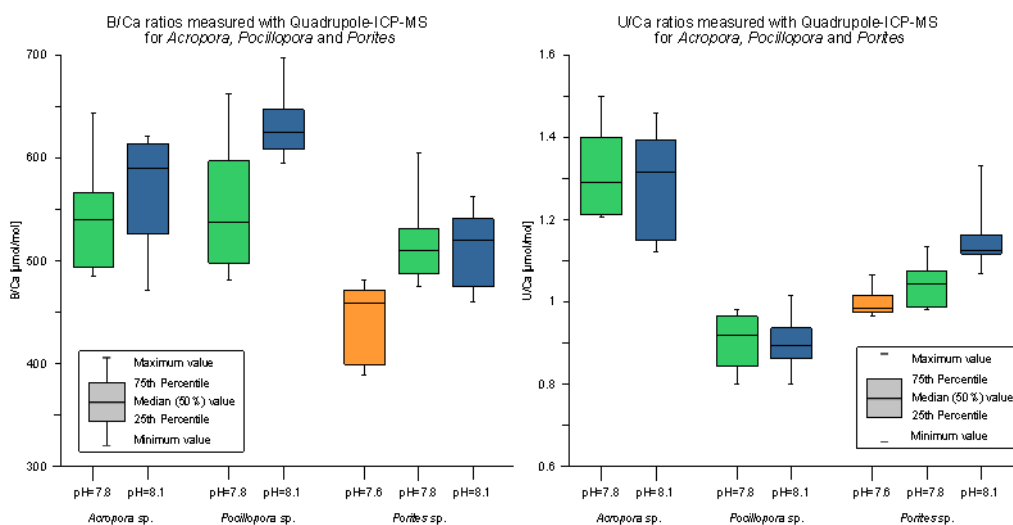 B/Ca ratios measured with Quadrupole-ICP-MS
for Acropora, Pocillopora and Porites
700
600
500
400
300
B/Ca [µmol/mol]
Maximum value
75th Percentile
Median (50%) value
25th Percentile
Minimum value
pH=7.8
pH=8.1
pH=7.8
pH=8.1
pH=7.6
pH=7.8
pH=8.1
Acropora sp.
Pocillopora sp.
Porites sp.
U/Ca ratios measured with Quadrupole-ICP-MS
for Acropora, Pocillopora and Porites
1.6
1.4
1.2
1
0.8
0.6
U/Ca [µmol/mol]
Maximum value
75th Percentile
Median (50%) value
25th Percentile
Minimum value
pH=7.8
pH=8.1
pH=7.8
pH=8.1
pH=7.6
pH=7.8
pH=8.1
Acropora sp.
Pocillopora sp.
Porites sp.